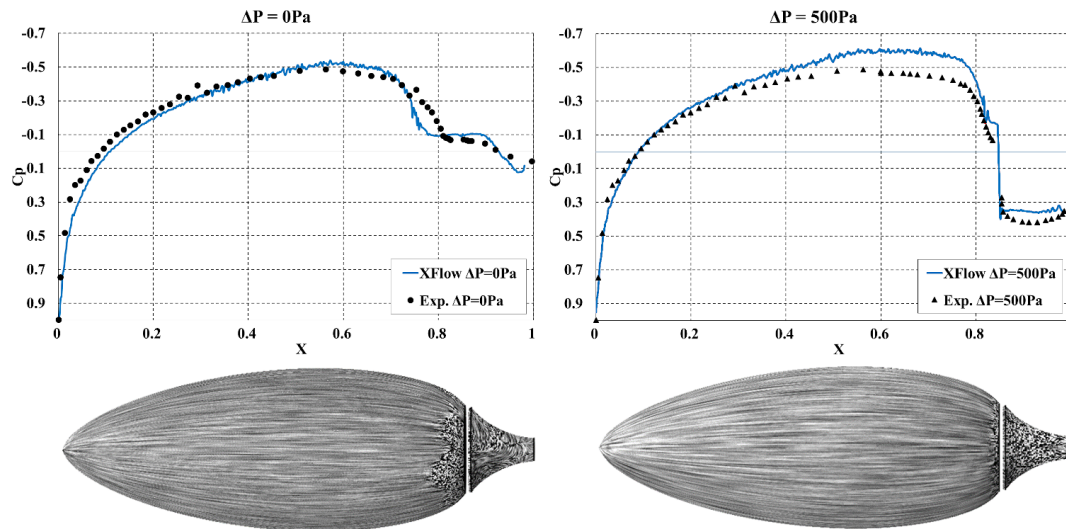 ΔP = 0Pa
-0.7
-0.5
-0.3
-0.1
0.1
0.3
0.5
0.7
0.9
Cp
XFlow ΔP=0Pa
Exp. ΔP=0Pa
0 0.2 0.4 0.6 0.8 1
X
ΔP = 500Pa
-0.7
-0.5
-0.3
-0.1
0.1
0.3
0.5
0.7
0.9
Cp
XFlow ΔP=500Pa
Exp. ΔP=500Pa
0 0.2 0.4 0.6 0.8
X